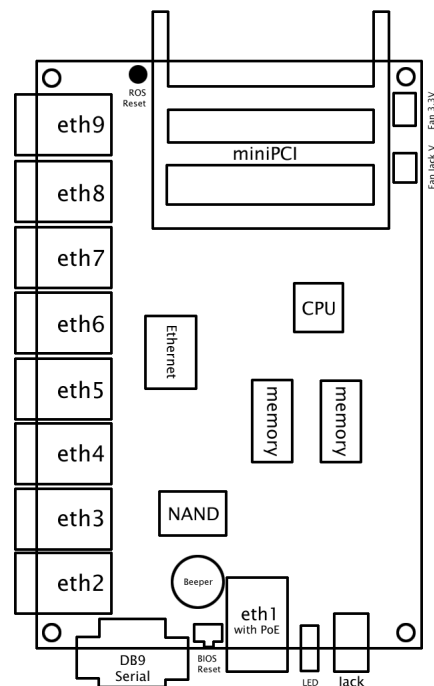 ROS
Reset
Fan 3.3V
Fan Jack V
eth9
miniPCI
eth8
eth7
eth6
CPU
Ethernet
eth5
memory
memory
eth4
eth3
NAND
eth2
Beeper
eth1
with PoE
DB9
Serial
BIOS
Reset
LED
Jack